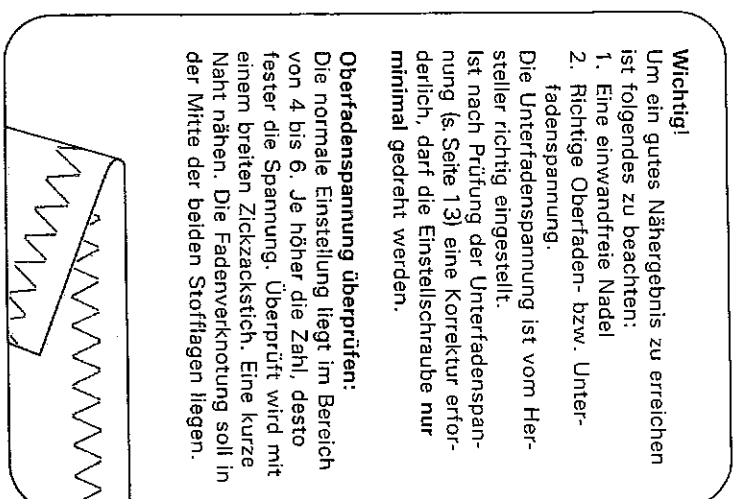 Wichtig!
Um ein gutes Nähergebnis zu erreichen
ist folgendes zu beachten:
1. Eine einwandfreie Nadel
2. Richtige Oberfaden- bzw. Unter-
fadenspannung.
Die Unterfadenspannung ist vom Her-
steller richtig eingestellt.
Ist nach Prüfung der Unterfadenspan-
nung (s. Seite 13) eine Korrektur erfor-
derlich, darf die Einstellschraube nur
minimal gedreht werden.
Oberfadenspannung überprüfen:
Die normale Einstellung liegt im Bereich
von 4 bis 6. Je höher die Zahl, desto
fester die Spannung. Überprüft wird mit
einem breiten Zickzackstich. Eine kurze
Naht nähen. Die Fadenverknotung soll in
der Mitte der beiden Stofflagen liegen.